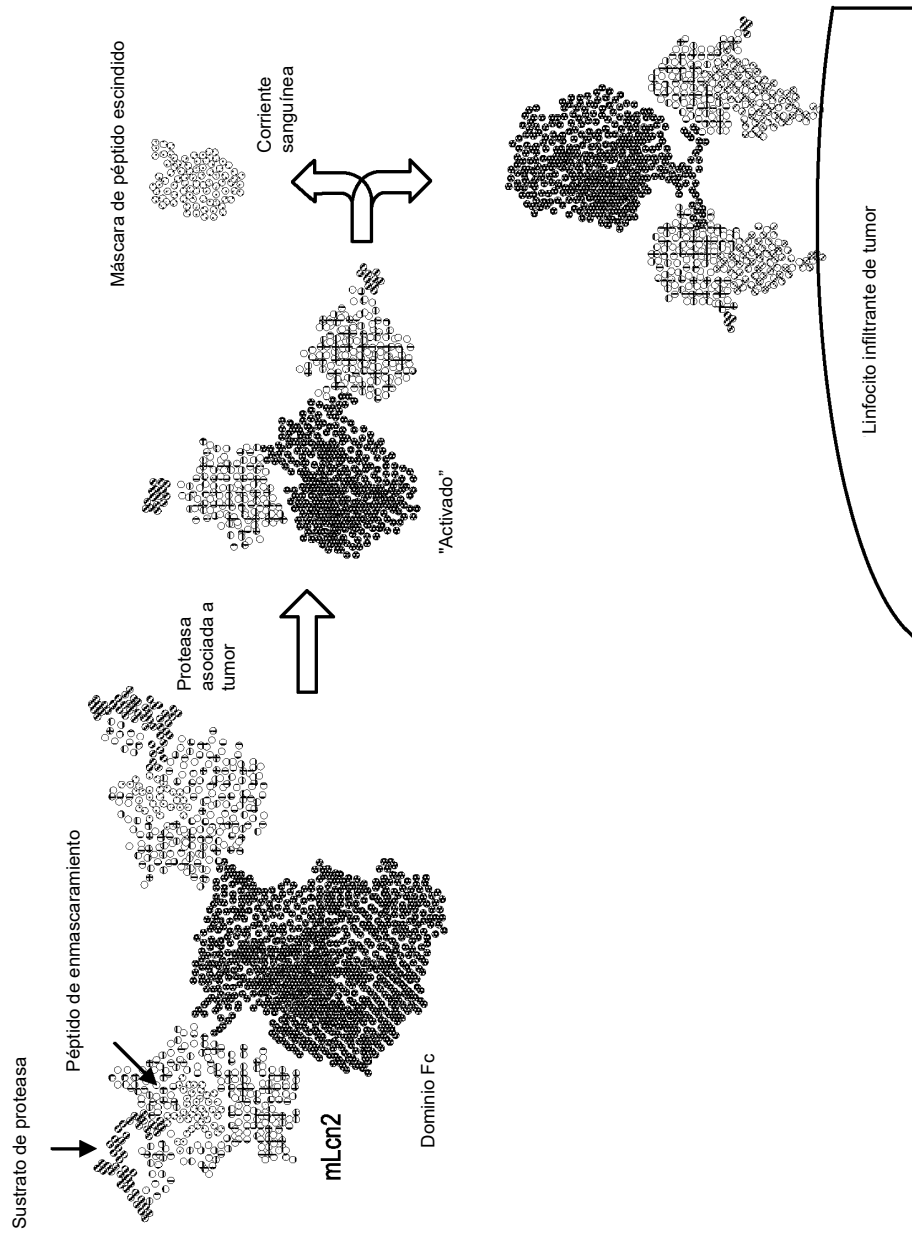 Sustrato de proteasa
Péptido de enmascaramiento
mLcn2
Dominio Fc
Proteasa
asociada a
tumor
"Activado”
Máscara de péptido escindido
Corriente
sanguínea
Linfocito infiltrante de tumor